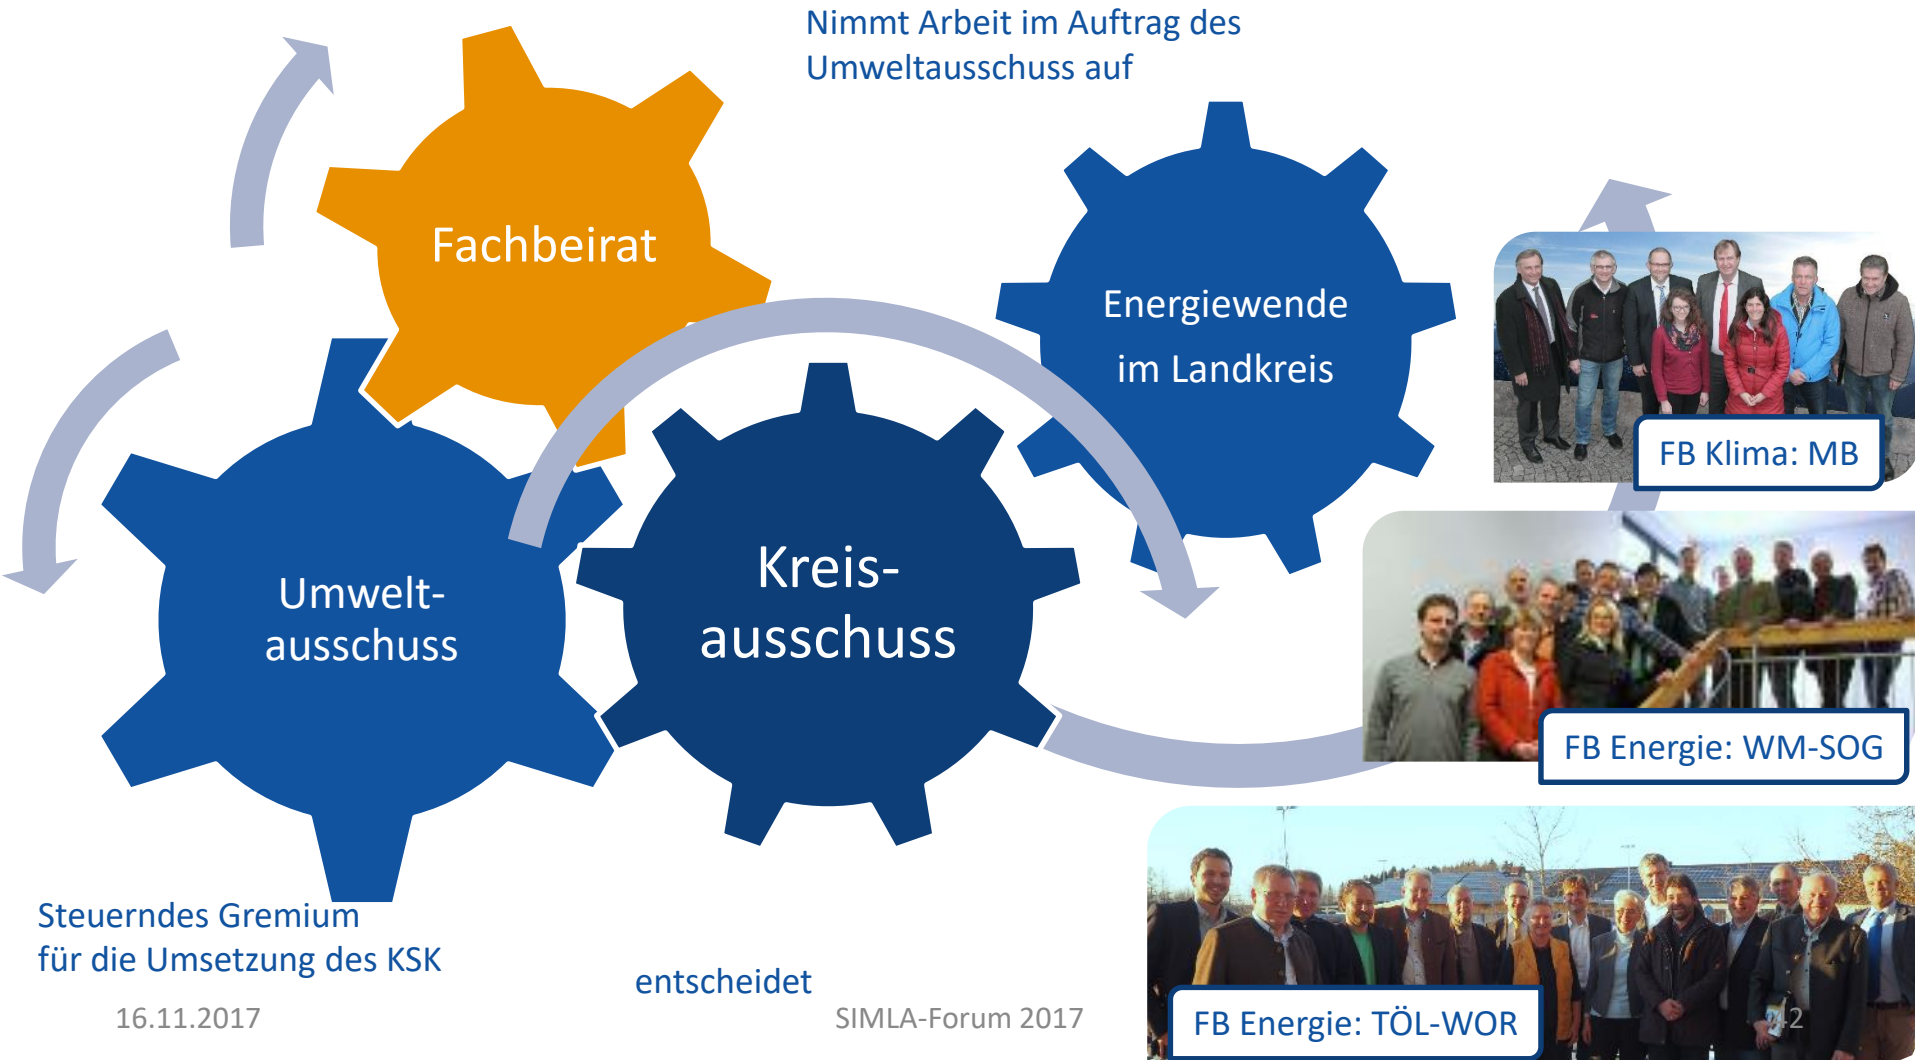 Nimmt Arbeit im Auftrag des
Umweltausschuss auf
Fachbeirat
Energiewende
im Landkreis
FB Klima: MB
Kreis-
ausschuss
Umwelt-
ausschuss
FB Energie: WM-SOG
Steuerndes Gremium
für die Umsetzung des KSK
entscheidet
FB Energie: TÖL-WOR
16.11.2017
SIMLA-Forum 2017
42